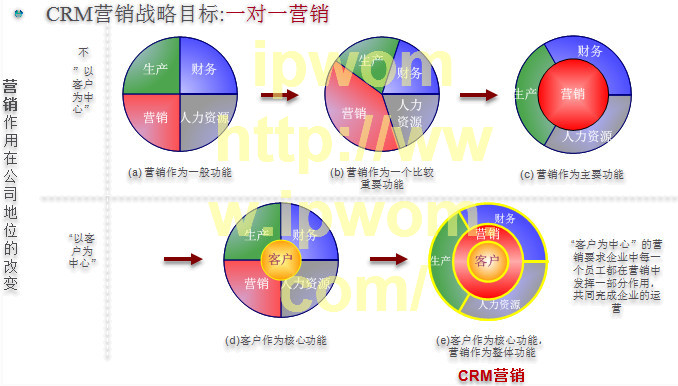 CRM营销战略目标:一对一营销
营销作用在公司地位的改变
不
”以
客户
为中
心”
生产
财务
营销
人力资源
(a) 营销作为一般功能
生产
财务
营销
人力
资源
(b) 营销作为一个比较
重要功能
财务
生产
营销
人力资源
(c) 营销作为主要功能
“以客
户为
中心”
生产
财务
客户
营销
人力资源
(d)客户作为核心功能
财务
营销
生产
客户
人力资源
(e)客户作为核心功能，
营销作为整体功能
“客户为中心”的营
销要求企业中每一
个员工都在营销中
发挥一部分作用，
共同完成企业的运
营
CRM营销
ipwom
http://ww
w.ipwom
.com/